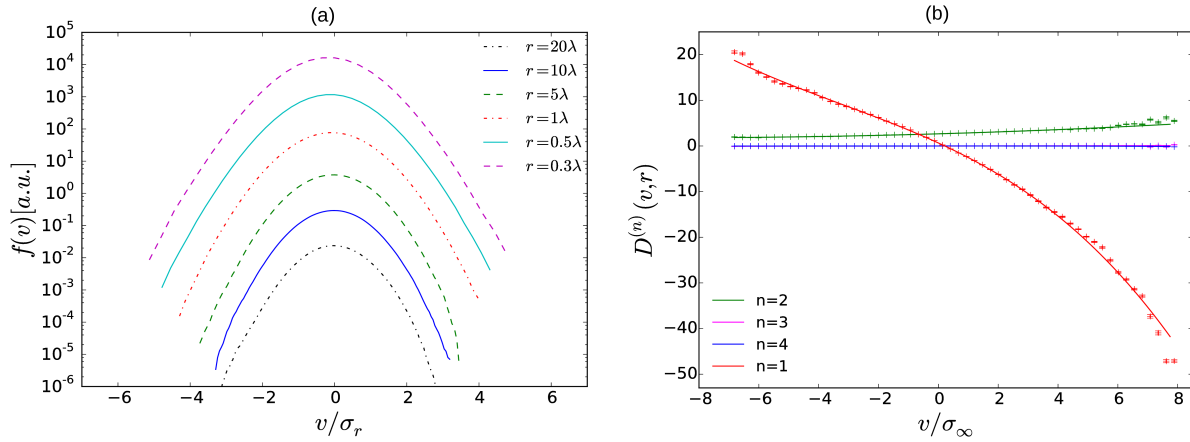 (a)
10^5
10^4
10^3
10^2
10^1
10^0
10^-1
10^-2
10^-3
10^-4
10^-5
10^-6
f(v)[a.u.]
−6 −4 −2 0 2 4 6
v/σ_r
r=20λ
r=10λ
r=5λ
r=1λ
r=0.5λ
r=0.3λ
(b)
20
10
0
−10
−20
−30
−40
−50
D^(n)(v,r)
−8 −6 −4 −2 0 2 4 6 8
v/σ_∞
n=2
n=3
n=4
n=1